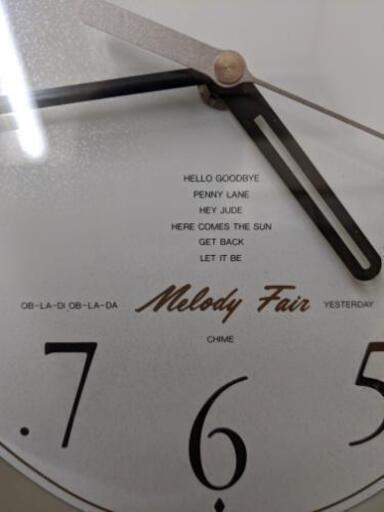 HELLO GOODBYE
PENNY LANE
HEY JUDE
HERE COMES THE SUN
GET BACK
LET IT BE
OB-LA-DI OB-LA-DA Melody Fair YESTERDAY
CHIME
7 6 5